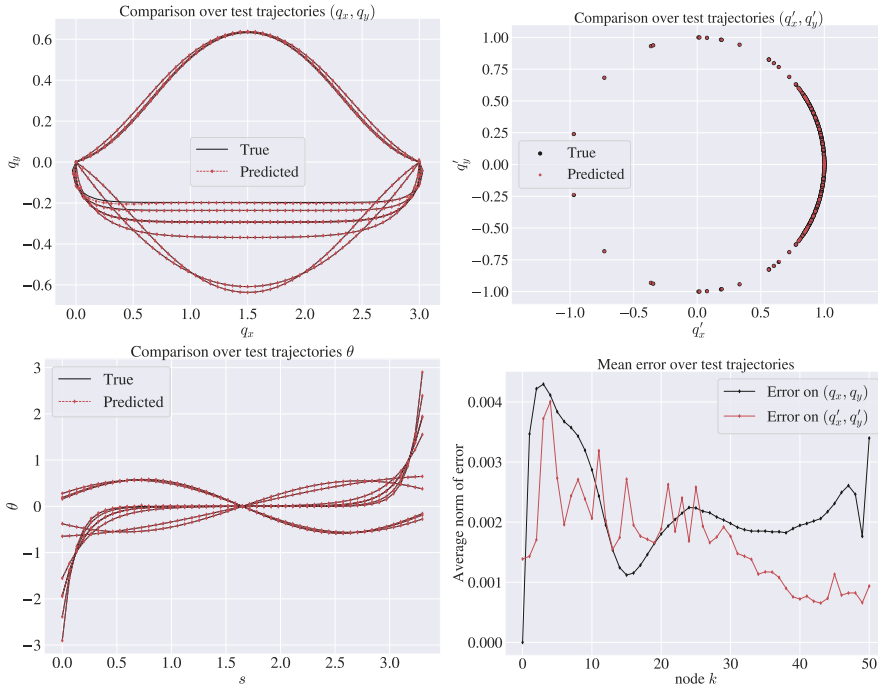 Comparison over test trajectories (qₓ, q_y)
0.6
0.4
0.2
0.0
−0.2
−0.4
−0.6
q_y
True
Predicted
0.0 0.5 1.0 1.5 2.0 2.5 3.0
qₓ
Comparison over test trajectories (q′ₓ, q′_y)
1.00
0.75
0.50
0.25
0.00
−0.25
−0.50
−0.75
−1.00
q′_y
True
Predicted
−1.0 −0.5 0.0 0.5 1.0
q′ₓ
Comparison over test trajectories θ
3
2
1
0
−1
−2
−3
θ
True
Predicted
0.0 0.5 1.0 1.5 2.0 2.5 3.0
s
Mean error over test trajectories
0.004
0.003
0.002
0.001
0.000
Average norm of error
Error on (qₓ, q_y)
Error on (q′ₓ, q′_y)
0 10 20 30 40 50
node k